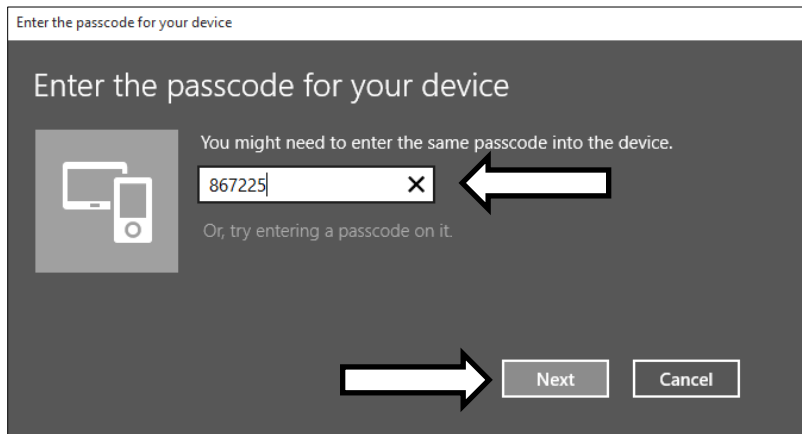 Enter the passcode for your device
Enter the passcode for your device
You might need to enter the same passcode into the device.
867225
Or, try entering a passcode on it.
Next Cancel